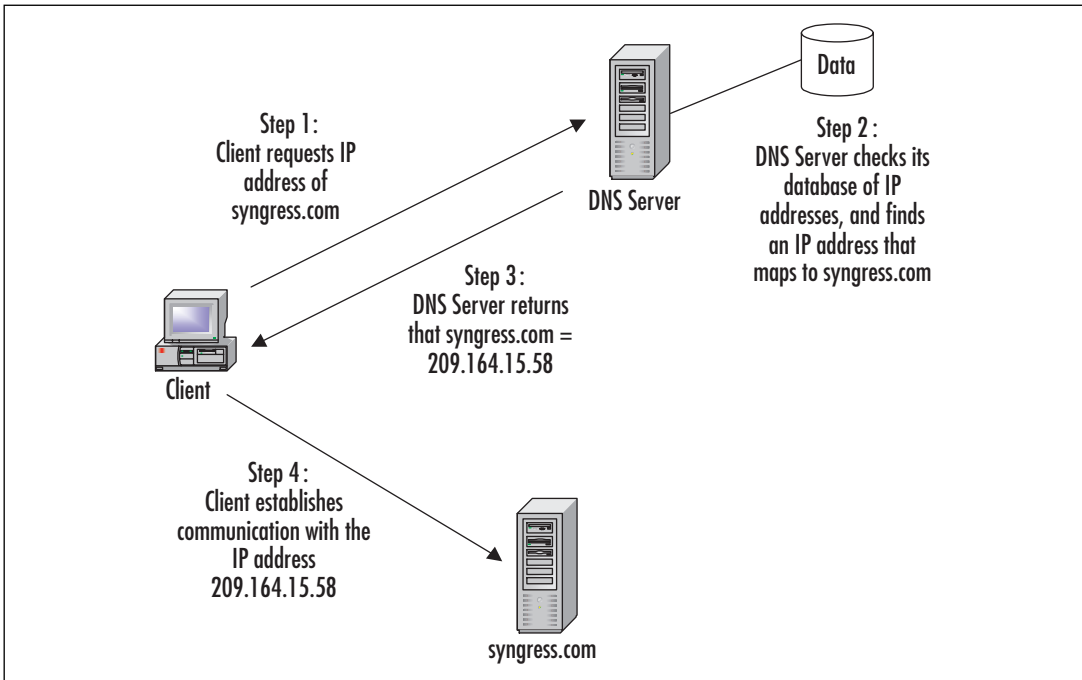 Data
Step 1:
Client requests IP
address of
syngress.com
DNS Server
Step 2:
DNS Server checks its
database of IP
addresses, and finds
an IP address that
maps to syngress.com
Step 3:
DNS Server returns
that syngress.com =
209.164.15.58
Client
Step 4:
Client establishes
communication with the
IP address
209.164.15.58
syngress.com